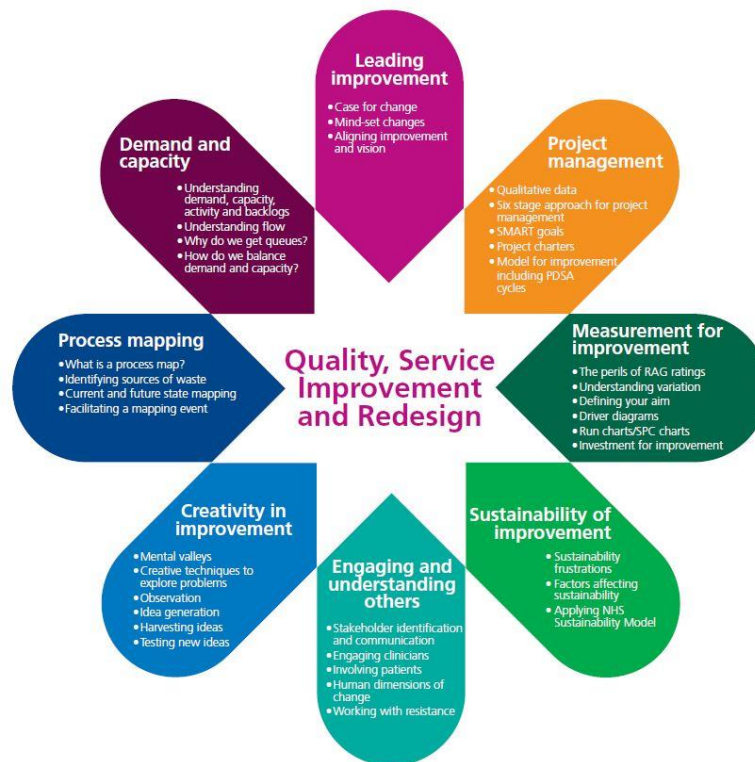 Leading
improvement
• Case for change
• Mind-set changes
• Aligning improvement
and vision
Project
management
• Qualitative data
• Six stage approach for project
management
• SMART goals
• Project charters
• Model for improvement
including PDSA
cycles
Measurement for
improvement
• The perils of RAG ratings
• Understanding variation
• Defining your aim
• Driver diagrams
• Run charts/SPC charts
• Investment for improvement
Sustainability of
improvement
• Sustainability
frustrations
• Factors affecting
sustainability
• Applying NHS
Sustainability Model
Engaging and
understanding
others
• Stakeholder identification
and communication
• Engaging clinicians
• Involving patients
• Human dimensions of
change
• Working with resistance
Creativity in
improvement
• Mental valleys
• Creative techniques to
explore problems
• Observation
• Idea generation
• Harvesting ideas
• Testing new ideas
Process mapping
• What is a process map?
• Identifying sources of waste
• Current and future state mapping
• Facilitating a mapping event
Demand and
capacity
• Understanding
demand, capacity,
activity and backlogs
• Understanding flow
• Why do we get queues?
• How do we balance
demand and capacity?
Quality, Service
Improvement
and Redesign